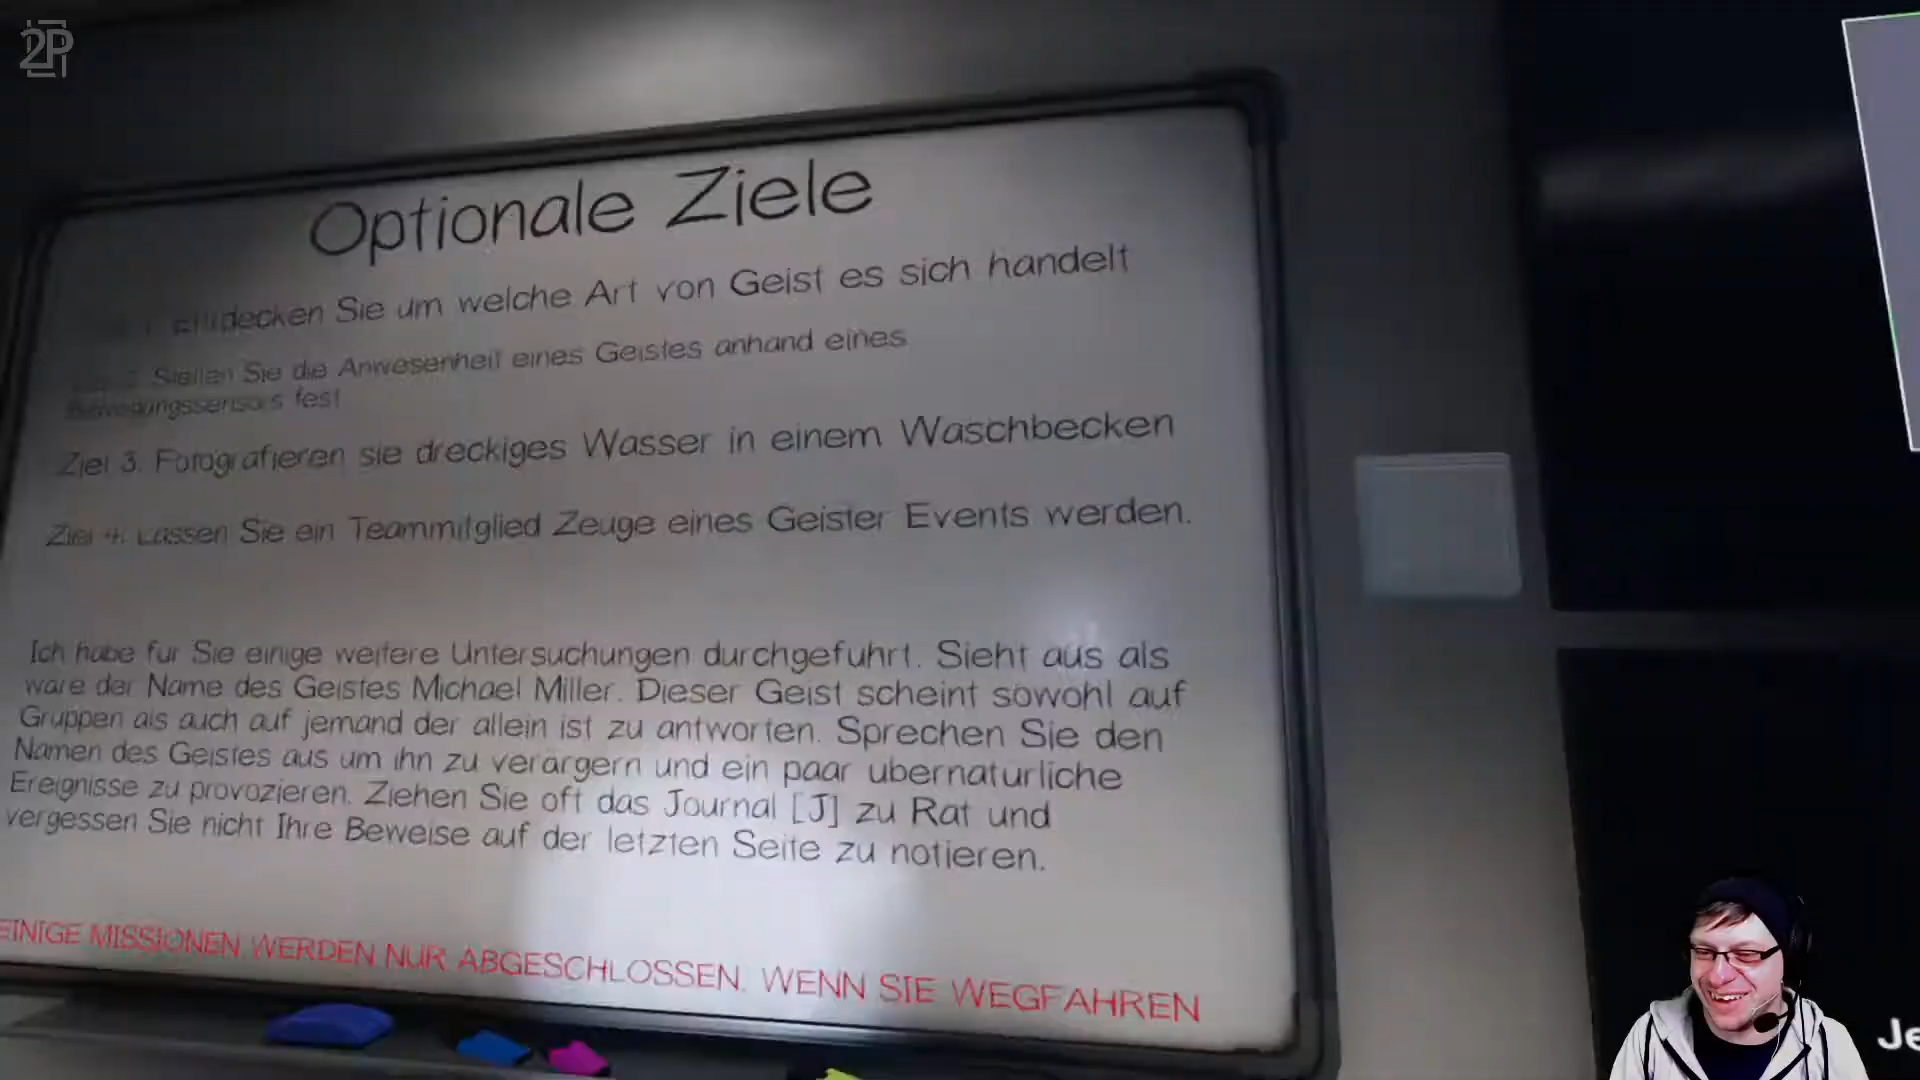 2P
Optionale Ziele
1. Entdecken Sie um welche Art von Geist es sich handelt
2. Stellen Sie die Anwesenheit eines Geistes anhand eines
Bewegungssensors fest
Ziel 3. Fotografieren sie dreckiges Wasser in einem Waschbecken
Ziel 4. Lassen Sie ein Teammitglied Zeuge eines Geister Events werden.
Ich habe fur Sie einige weitere Untersuchungen durchgefuhrt. Sieht aus als
ware der Name des Geistes Michael Miller. Dieser Geist scheint sowohl auf
Gruppen als auch auf jemand der allein ist zu antworten. Sprechen Sie den
Namen des Geistes aus um ihn zu verargern und ein paar ubernaturliche
Ereignisse zu provozieren. Ziehen Sie oft das Journal [J] zu Rat und
vergessen Sie nicht Ihre Beweise auf der letzten Seite zu notieren.
EINIGE MISSIONEN WERDEN NUR ABGESCHLOSSEN, WENN SIE WEGFAHREN
Je